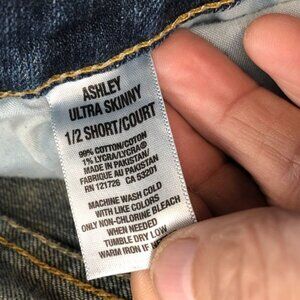 ASHLEY
ULTRA SKINNY
1/2 SHORT/COURT
99% COTTON/COTON
1% LYCRA/LYCRA®
MADE IN PAKISTAN/
FABRIQUE AU PAKISTAN
RN 121726 CA 53201
MACHINE WASH COLD
WITH LIKE COLORS
ONLY NON-CHLORINE BLEACH
WHEN NEEDED
TUMBLE DRY LOW
WARM IRON IF